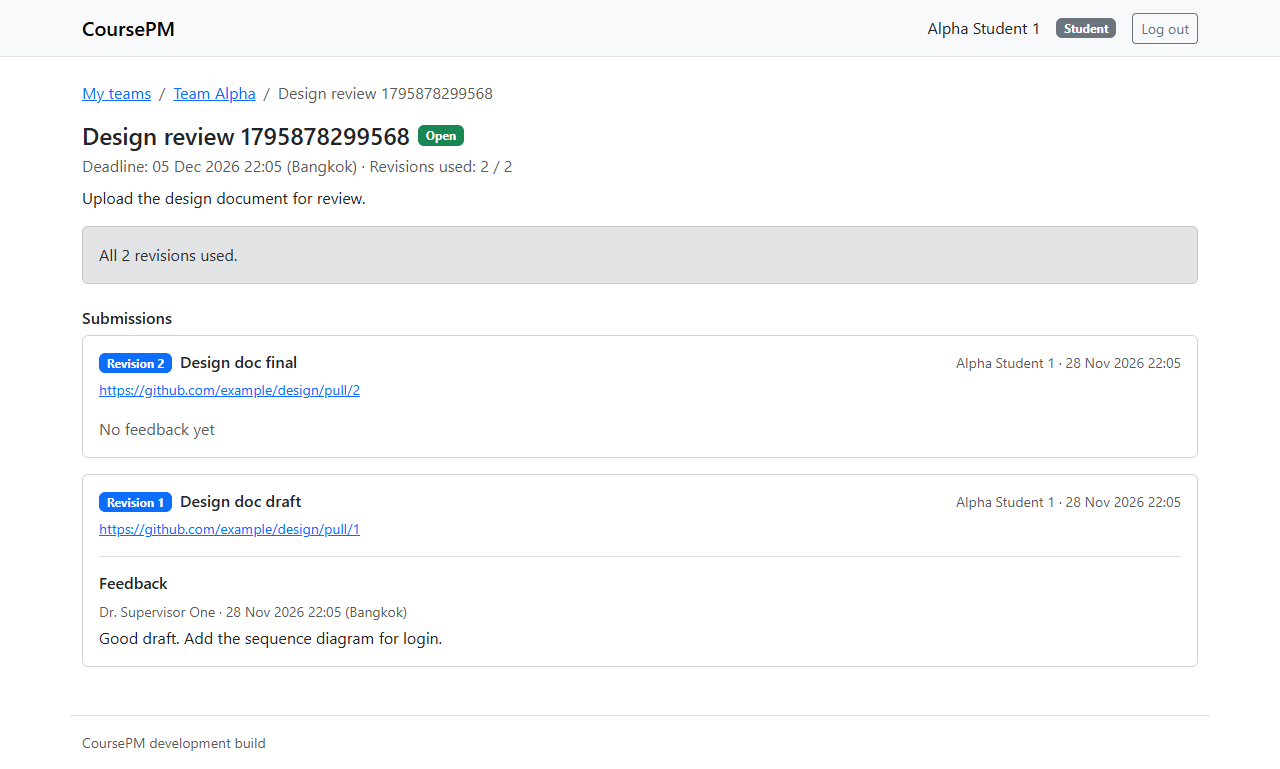 CoursePM
Alpha Student 1 Student Log out
My teams / Team Alpha / Design review 1795878299568
Design review 1795878299568 Open
Deadline: 05 Dec 2026 22:05 (Bangkok) · Revisions used: 2 / 2
Upload the design document for review.
All 2 revisions used.
Submissions
Revision 2 Design doc final
Alpha Student 1 · 28 Nov 2026 22:05
https://github.com/example/design/pull/2
No feedback yet
Revision 1 Design doc draft
Alpha Student 1 · 28 Nov 2026 22:05
https://github.com/example/design/pull/1
Feedback
Dr. Supervisor One · 28 Nov 2026 22:05 (Bangkok)
Good draft. Add the sequence diagram for login.
CoursePM development build